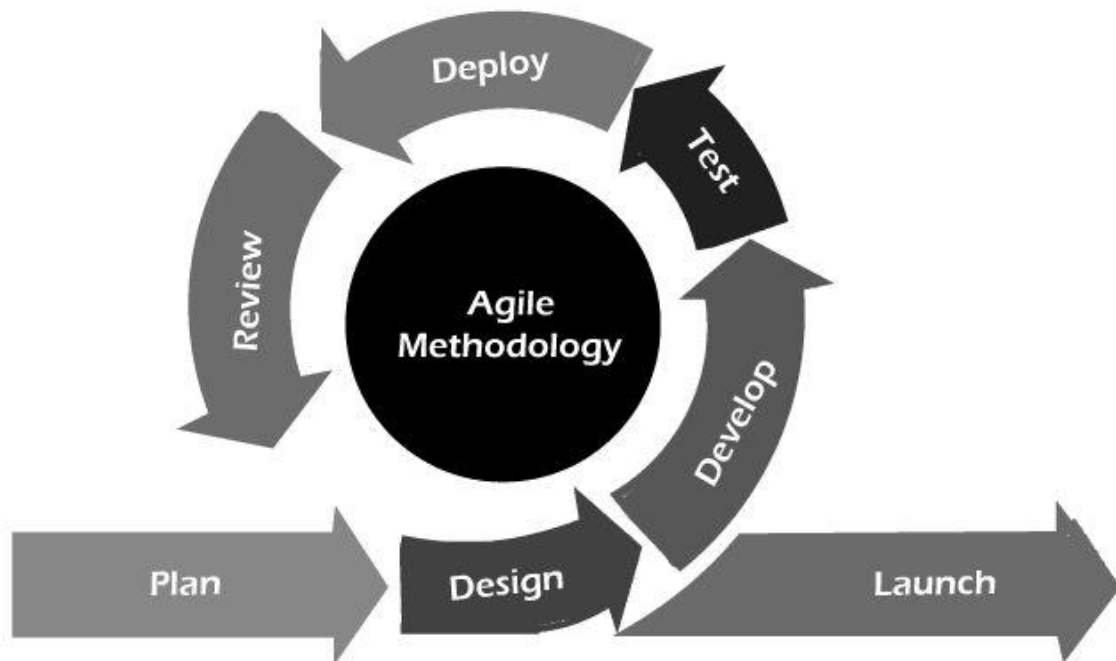 Deploy
Test
Review
Agile
Methodology
Develop
Plan
Design
Launch